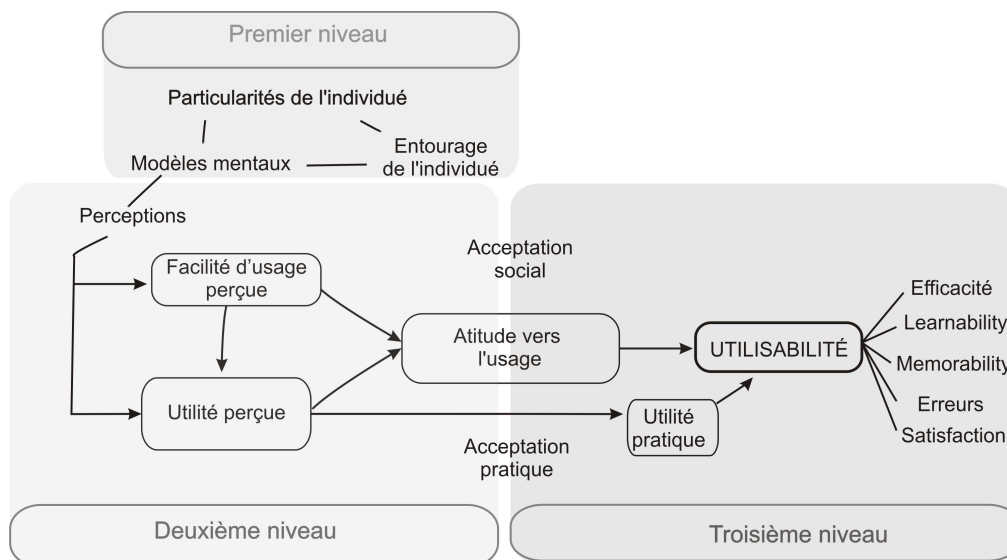 Premier niveau
Particularités de l'individué
Modèles mentaux
Entourage
de l'individué
Perceptions
Facilité d'usage
perçue
Utilité perçue
Acceptation
social
Atitude vers
l'usage
Acceptation
pratique
Utilité
pratique
UTILISABILITÉ
Efficacité
Learnability
Memorability
Erreurs
Satisfaction
Deuxième niveau
Troisième niveau